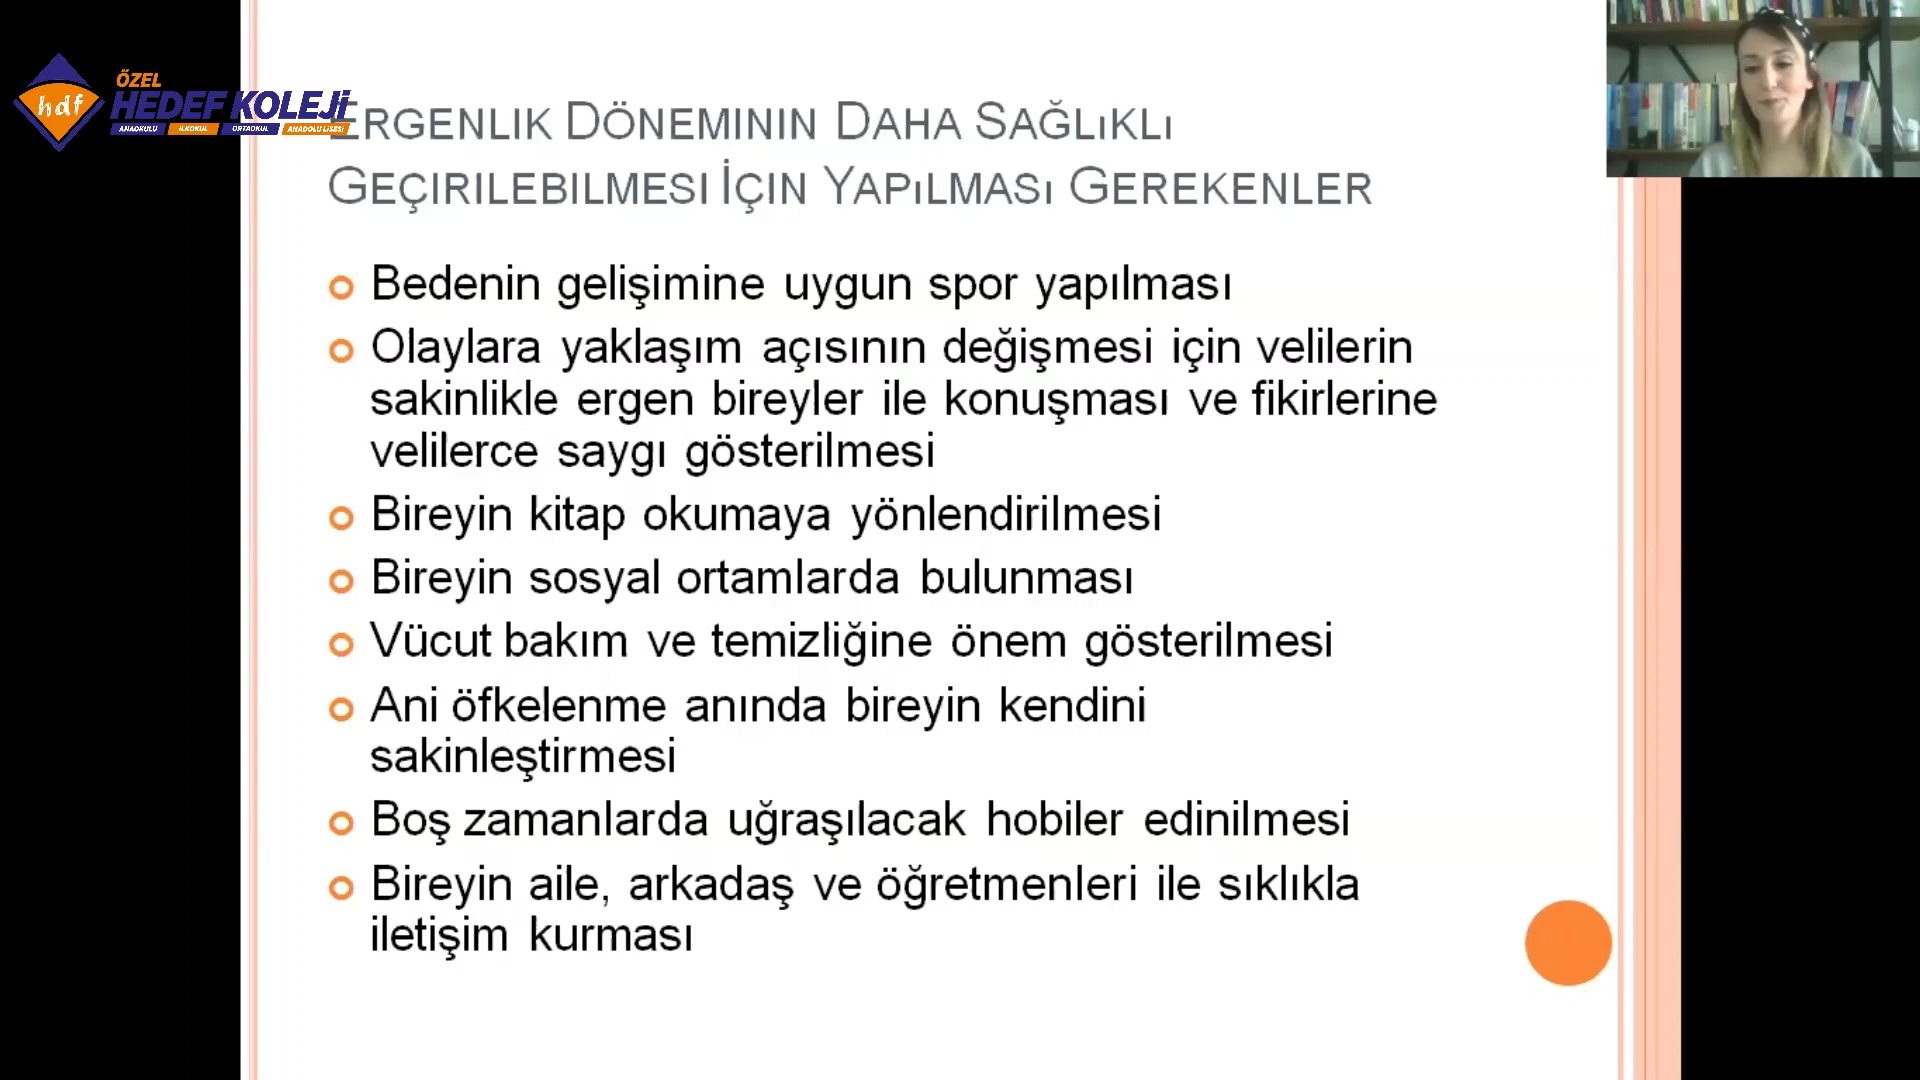 ÖZEL
HEDEF KOLEJİ
ANAOKULU İLKOKUL ORTAOKUL ANADOLU LİSESİ
hdf
ERGENLIK DÖNEMININ DAHA SAĞLıKLı
GEÇIRILEBILMESI İÇIN YAPıLMASı GEREKENLER
Bedenin gelişimine uygun spor yapılması
Olaylara yaklaşım açısının değişmesi için velilerin
sakinlikle ergen bireyler ile konuşması ve fikirlerine
velilerce saygı gösterilmesi
Bireyin kitap okumaya yönlendirilmesi
Bireyin sosyal ortamlarda bulunması
Vücut bakım ve temizliğine önem gösterilmesi
Ani öfkelenme anında bireyin kendini
sakinleştirmesi
Boş zamanlarda uğraşılacak hobiler edinilmesi
Bireyin aile, arkadaş ve öğretmenleri ile sıklıkla
iletişim kurması